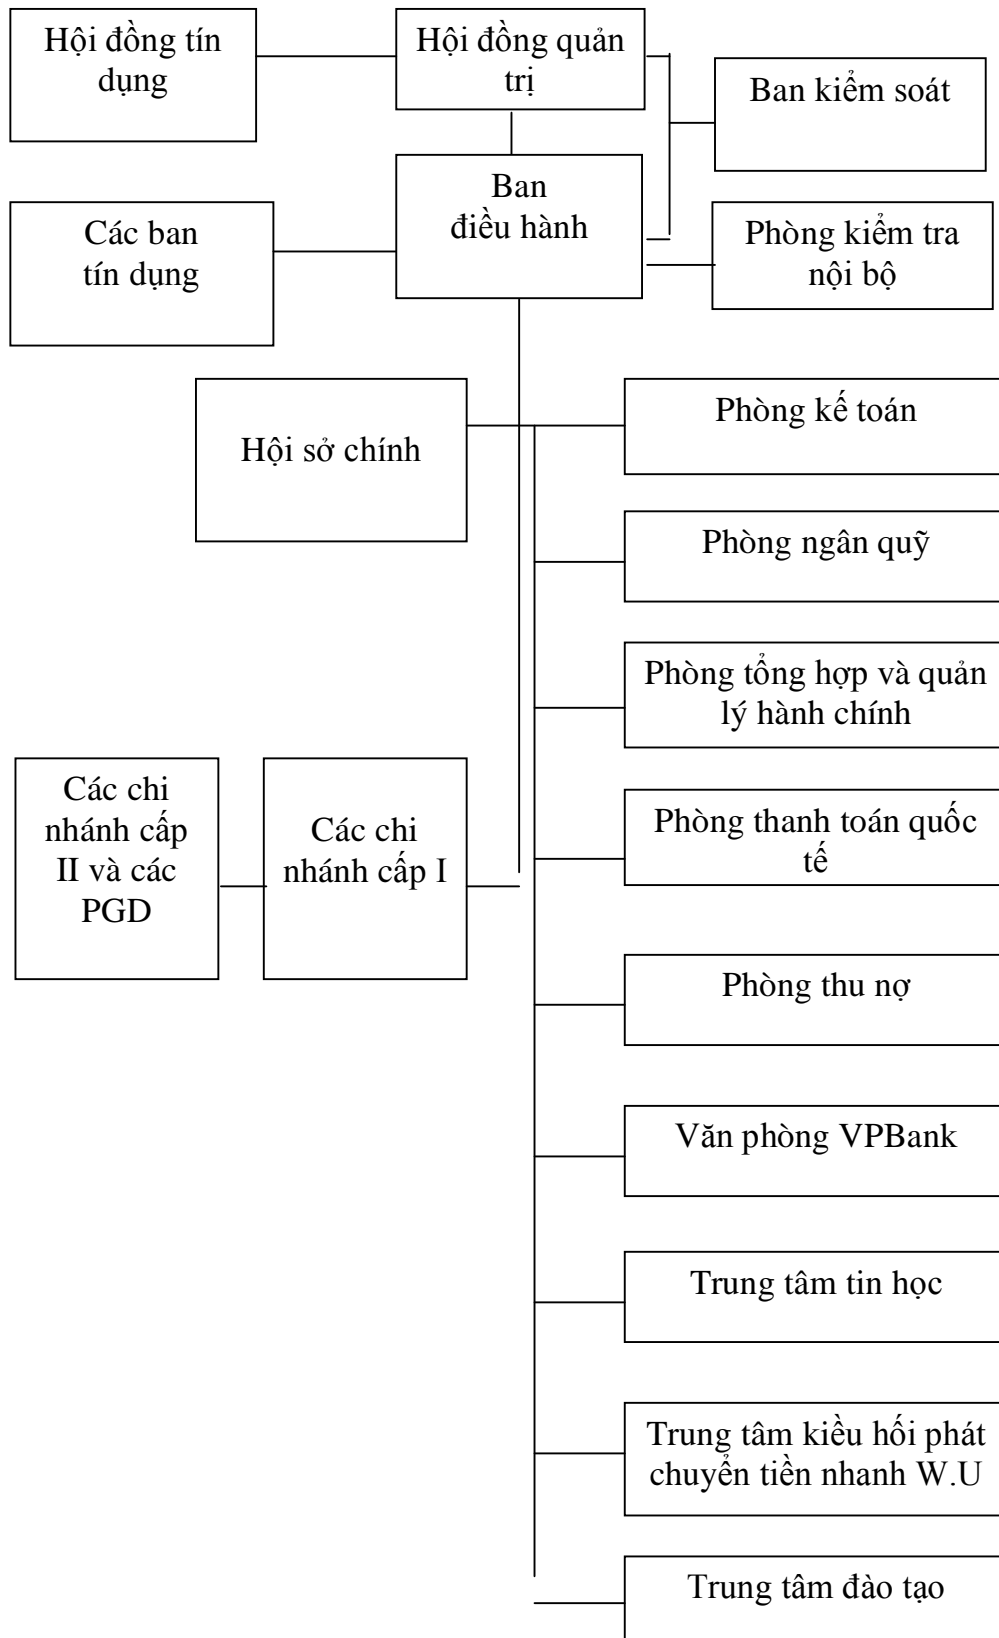 Hội đồng tín
dụng
Hội đồng quản
trị
Ban kiểm soát
Ban
điều hành
Các ban
tín dụng
Phòng kiểm tra
nội bộ
Hội sở chính
Phòng kế toán
Phòng ngân quỹ
Phòng tổng hợp và quản
lý hành chính
Các chi
nhánh cấp
II và các
PGD
Các chi
nhánh cấp I
Phòng thanh toán quốc
tế
Phòng thu nợ
Văn phòng VPBank
Trung tâm tin học
Trung tâm kiều hối phát
chuyển tiền nhanh W.U
Trung tâm đào tạo